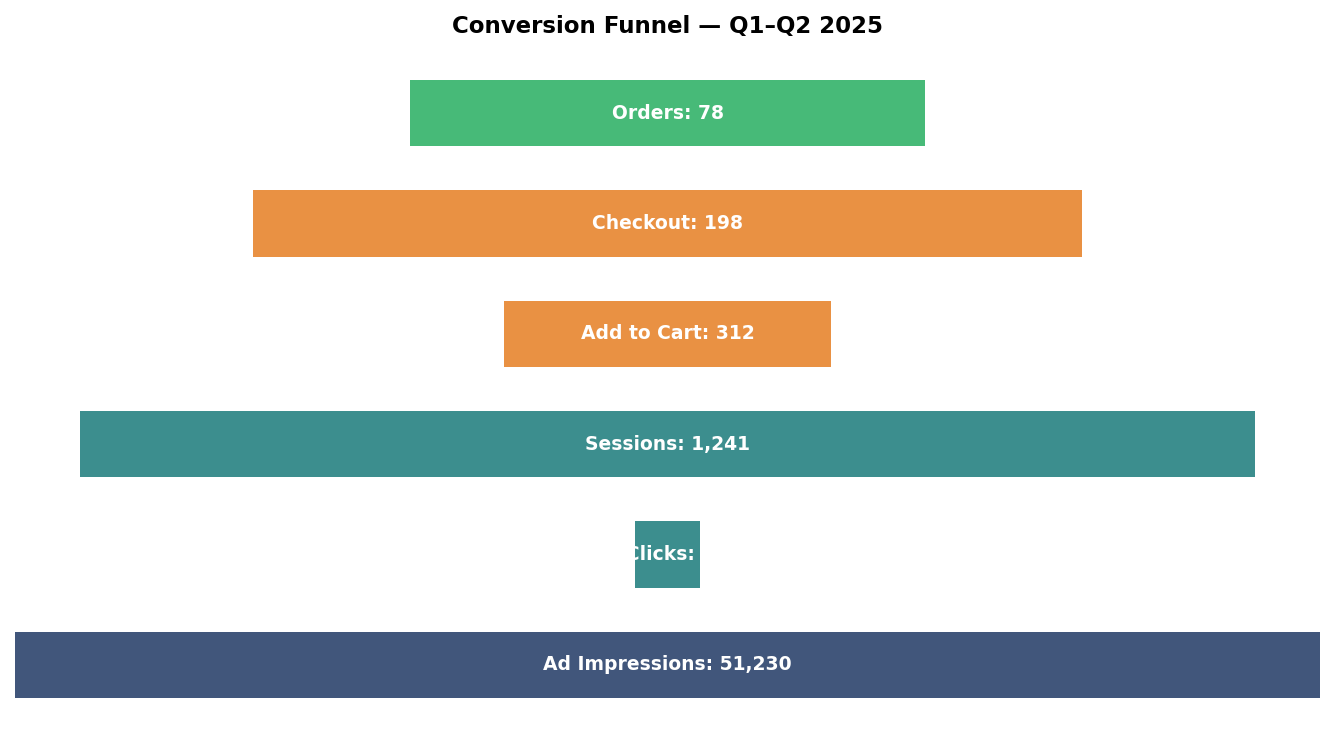 Conversion Funnel — Q1–Q2 2025
Orders: 78
Checkout: 198
Add to Cart: 312
Sessions: 1,241
Clicks:
Ad Impressions: 51,230